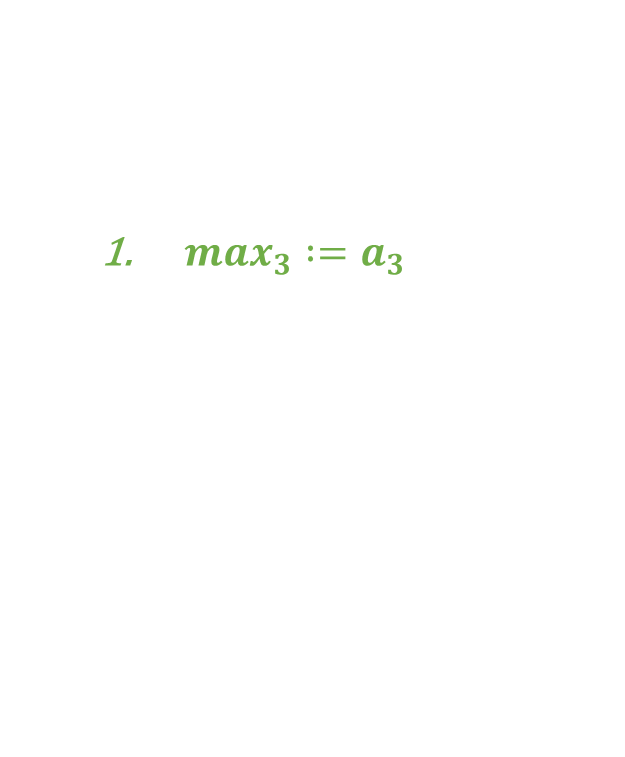 1. max₃ := a₃